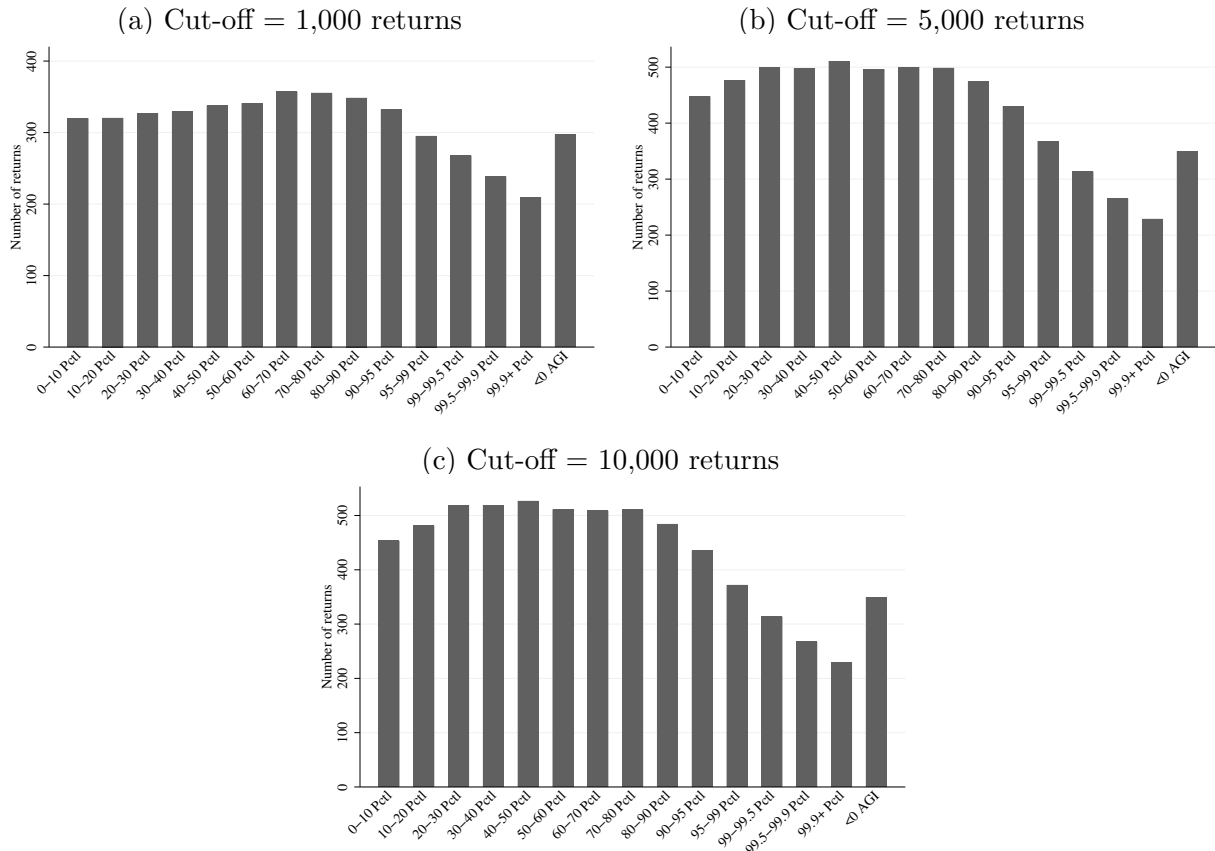 (a) Cut-off = 1,000 returns
Number of returns
400
300
200
100
0
0–10 Pctl
10–20 Pctl
20–30 Pctl
30–40 Pctl
40–50 Pctl
50–60 Pctl
60–70 Pctl
70–80 Pctl
80–90 Pctl
90–95 Pctl
95–99 Pctl
99–99.5 Pctl
99.5–99.9 Pctl
99.9+ Pctl
<0 AGI
(b) Cut-off = 5,000 returns
Number of returns
500
400
300
200
100
0
0–10 Pctl
10–20 Pctl
20–30 Pctl
30–40 Pctl
40–50 Pctl
50–60 Pctl
60–70 Pctl
70–80 Pctl
80–90 Pctl
90–95 Pctl
95–99 Pctl
99–99.5 Pctl
99.5–99.9 Pctl
99.9+ Pctl
<0 AGI
(c) Cut-off = 10,000 returns
Number of returns
500
400
300
200
100
0
0–10 Pctl
10–20 Pctl
20–30 Pctl
30–40 Pctl
40–50 Pctl
50–60 Pctl
60–70 Pctl
70–80 Pctl
80–90 Pctl
90–95 Pctl
95–99 Pctl
99–99.5 Pctl
99.5–99.9 Pctl
99.9+ Pctl
<0 AGI